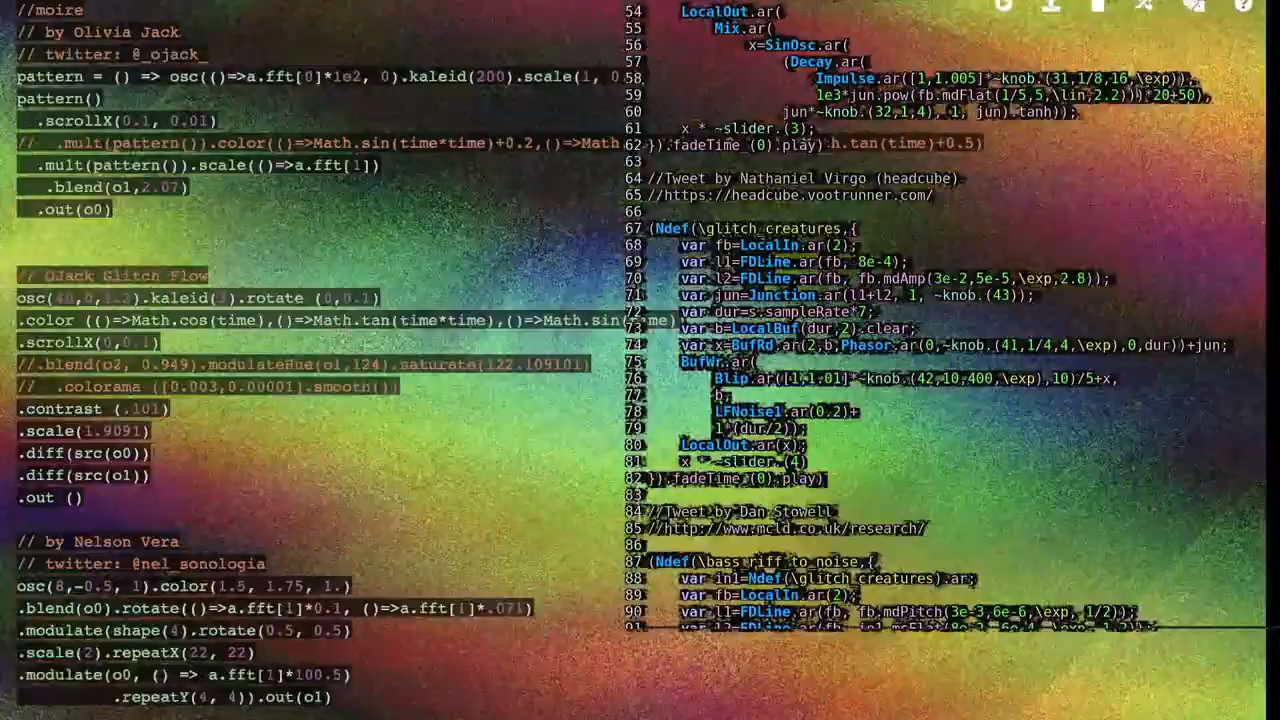 //moire
// by Olivia Jack
// twitter: @_ojack_
pattern = () => osc(()=>a.fft[0]*1e2, 0).kaleid(200).scale(1, 0.
pattern()
.scrollX(0.1, 0.01)
// .mult(pattern()).color(()=>Math.sin(time*time)+0.2,()=>Math.
h.tan(time)+0.5)
.mult(pattern()).scale(()=>a.fft[1])
.blend(o1,2.07)
.out(o0)
// OJack Glitch Flow
osc(40,0,1.2).kaleid(3).rotate (0,0.1)
.color (()=>Math.cos(time),()=>Math.tan(time*time),()=>Math.sin(time)
.scrollX(0,0.1)
//.blend(o2, 0.949).modulateHue(o1,124).saturate(122.109101)
// .colorama ([0.003,0.00001].smooth())
.contrast (.101)
.scale(1.9091)
.diff(src(o0))
.diff(src(o1))
.out ()
// by Nelson Vera
// twitter: @nel_sonologia
osc(8,-0.5, 1).color(1.5, 1.75, 1.)
.blend(o0).rotate(()=>a.fft[1]*0.1, ()=>a.fft[1]*.071)
.modulate(shape(4).rotate(0.5, 0.5)
.scale(2).repeatX(22, 22)
.modulate(o0, () => a.fft[1]*100.5)
.repeatY(4, 4)).out(o1)
54 LocalOut.ar(
55 Mix.ar(
56 x=SinOsc.ar(
57 (Decay.ar(
58 Impulse.ar([1,1.005]*~knob.(31,1/8,16,\exp)),
59 1e3*jun.pow(fb.mdFlat(1/5,5,\lin,2.2)))*20+50),
60 jun*~knob.(32,1,4), 1, jun).tanh));
61 x * ~slider.(3);
62 }).fadeTime_(0).play)
63
64 //Tweet by Nathaniel Virgo (headcube)
65 //https://headcube.vootrunner.com/
66
67 (Ndef(\glitch_creatures,{
68 var fb=LocalIn.ar(2);
69 var l1=FDLine.ar(fb, 8e-4);
70 var l2=FDLine.ar(fb, fb.mdAmp(3e-2,5e-5,\exp,2.8));
71 var jun=Junction.ar(l1+l2, 1, ~knob.(43));
72 var dur=s.sampleRate*7;
73 var b=LocalBuf(dur,2).clear;
74 var x=BufRd.ar(2,b,Phasor.ar(0,~knob.(41,1/4,4,\exp),0,dur))+jun;
75 BufWr.ar(
76 Blip.ar([1,1.01]*~knob.(42,10,400,\exp),10)/5+x,
77 b,
78 LFNoise1.ar(0.2)+
79 1*(dur/2));
80 LocalOut.ar(x);
81 x * ~slider.(4)
82 }).fadeTime_(0).play)
83
84 //Tweet by Dan Stowell
85 //http://www.mcld.co.uk/research/
86
87 (Ndef(\bass_riff_to_noise,{
88 var in1=Ndef(\glitch_creatures).ar;
89 var fb=LocalIn.ar(2);
90 var l1=FDLine.ar(fb, fb.mdPitch(3e-3,6e-6,\exp, 1/2));